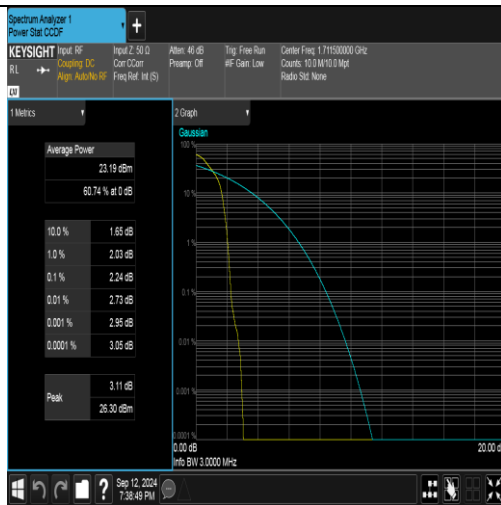 Spectrum Analyzer 1
Power Stat CCDF
+
KEYSIGHT
RL
LXI
Input: RF
Coupling: DC
Align: Auto/No RF
Input Z: 50 Ω
Corr CCorr
Freq Ref: Int (S)
Atten: 46 dB
Preamp: Off
Trig: Free Run
#IF Gain: Low
Center Freq: 1.711500000 GHz
Counts: 10.0 M/10.0 Mpt
Radio Std: None
1 Metrics
Average Power
23.19 dBm
60.74 % at 0 dB
10.0 % 1.65 dB
1.0 % 2.03 dB
0.1 % 2.24 dB
0.01 % 2.73 dB
0.001 % 2.95 dB
0.0001 % 3.05 dB
Peak
3.11 dB
26.30 dBm
2 Graph
Gaussian
100 %
10 %
1 %
0.1 %
0.01 %
0.001 %
0.0001 %
0.00 dB
20.00 d
Info BW 3.0000 MHz
?
Sep 12, 2024
7:38:49 PM